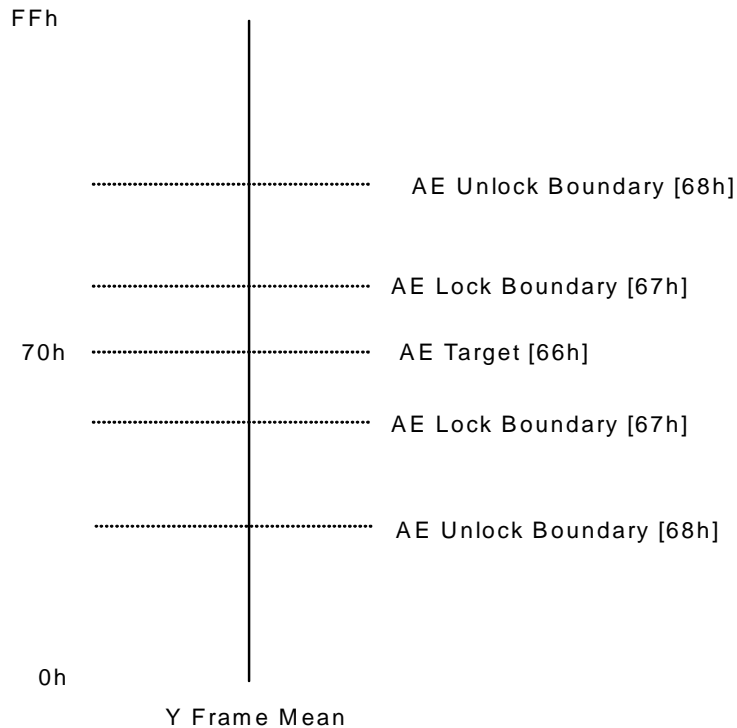 FFh
AE Unlock Boundary [68h]
AE Lock Boundary [67h]
70h AE Target [66h]
AE Lock Boundary [67h]
AE Unlock Boundary [68h]
0h
Y Frame Mean